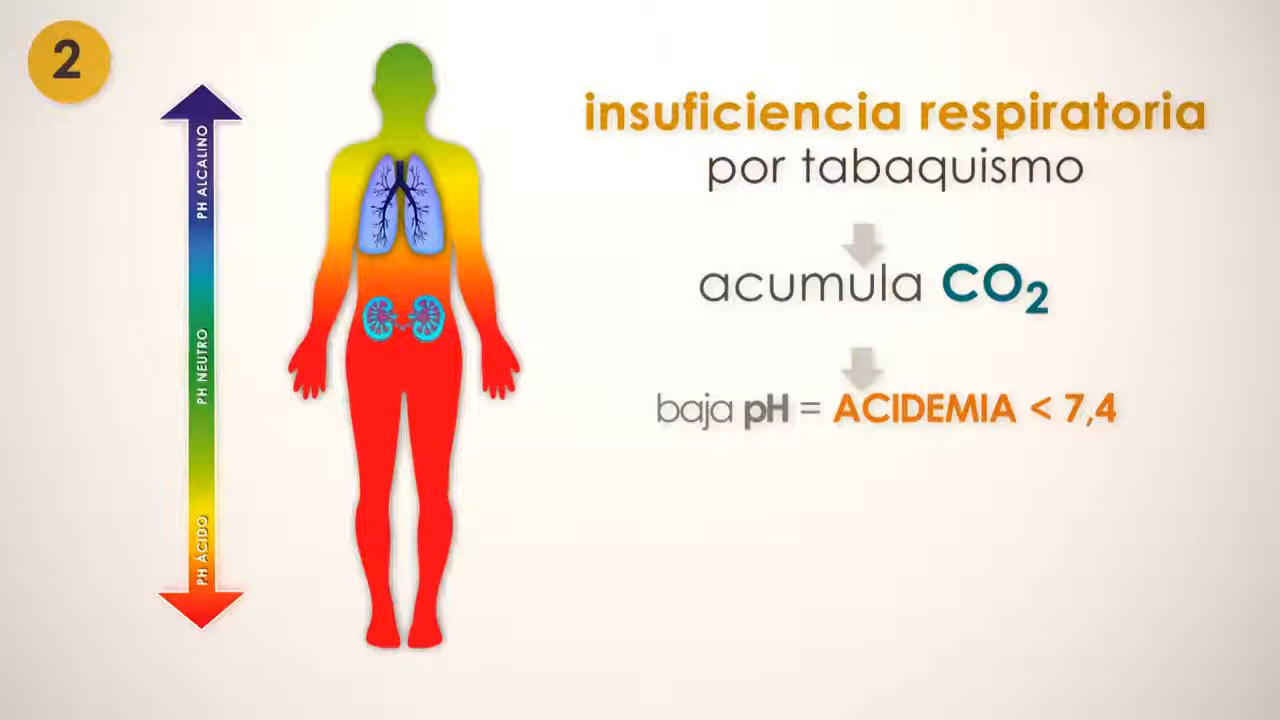 2
PH ALCALINO
PH NEUTRO
PH ÁCIDO
insuficiencia respiratoria
por tabaquismo
acumula CO₂
baja pH = ACIDEMIA < 7,4